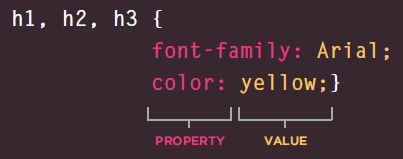 h1, h2, h3 {
font-family: Arial;
color: yellow;}
PROPERTY VALUE